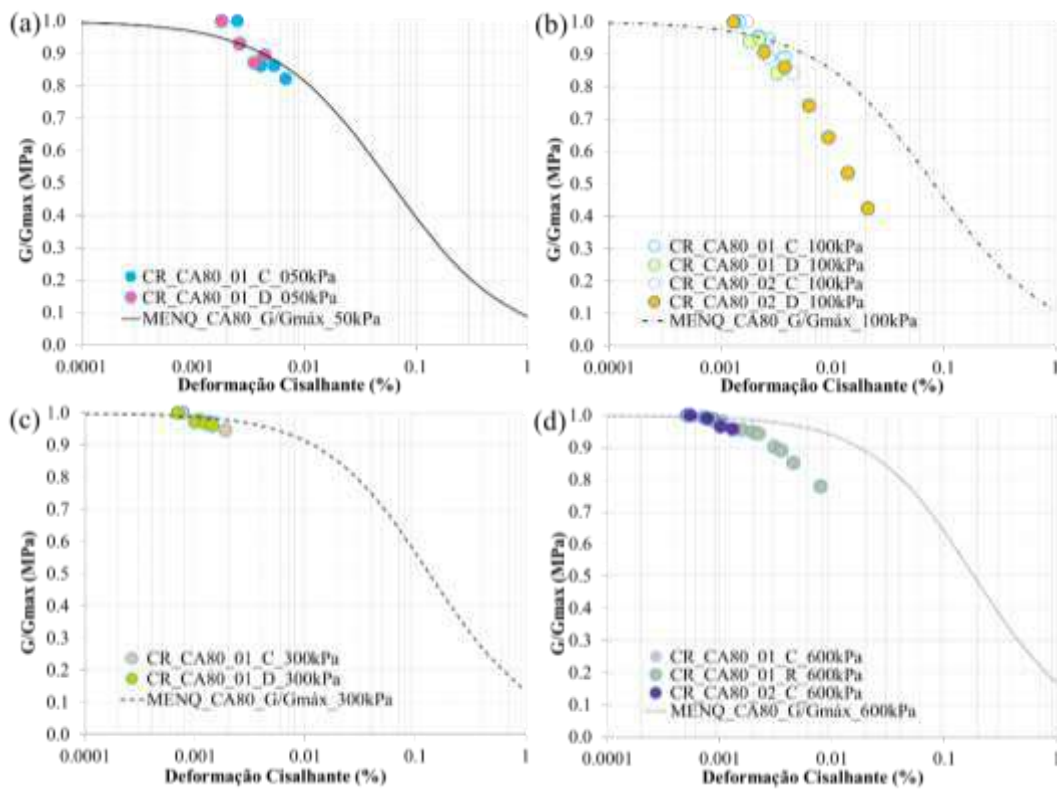 (a)
G/Gmax (MPa)
1.0
0.9
0.8
0.7
0.6
0.5
0.4
0.3
0.2
0.1
0.0
CR_CA80_01_C_050kPa
CR_CA80_01_D_050kPa
MENQ_CA80_G/Gmáx_50kPa
0.0001 0.001 0.01 0.1 1
Deformação Cisalhante (%)
(b)
G/Gmax (MPa)
1.0
0.9
0.8
0.7
0.6
0.5
0.4
0.3
0.2
0.1
0.0
CR_CA80_01_C_100kPa
CR_CA80_01_D_100kPa
CR_CA80_02_C_100kPa
CR_CA80_02_D_100kPa
MENQ_CA80_G/Gmáx_100kPa
0.0001 0.001 0.01 0.1 1
Deformação Cisalhante (%)
(c)
G/Gmax (MPa)
1.0
0.9
0.8
0.7
0.6
0.5
0.4
0.3
0.2
0.1
0.0
CR_CA80_01_C_300kPa
CR_CA80_01_D_300kPa
MENQ_CA80_G/Gmáx_300kPa
0.0001 0.001 0.01 0.1 1
Deformação Cisalhante (%)
(d)
G/Gmax (MPa)
1.0
0.9
0.8
0.7
0.6
0.5
0.4
0.3
0.2
0.1
0.0
CR_CA80_01_C_600kPa
CR_CA80_01_R_600kPa
CR_CA80_02_C_600kPa
MENQ_CA80_G/Gmáx_600kPa
0.0001 0.001 0.01 0.1 1
Deformação Cisalhante (%)